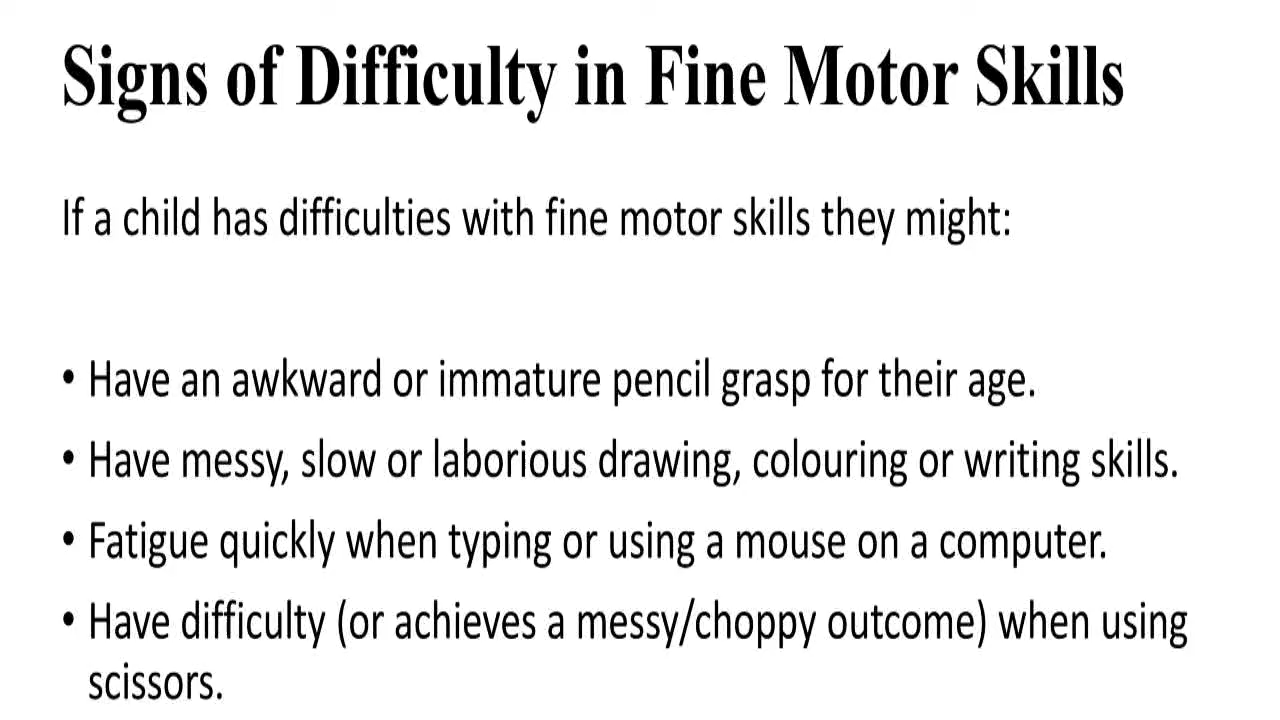 Signs of Difficulty in Fine Motor Skills
If a child has difficulties with fine motor skills they might:
• Have an awkward or immature pencil grasp for their age.
• Have messy, slow or laborious drawing, colouring or writing skills.
• Fatigue quickly when typing or using a mouse on a computer.
• Have difficulty (or achieves a messy/choppy outcome) when using
scissors.